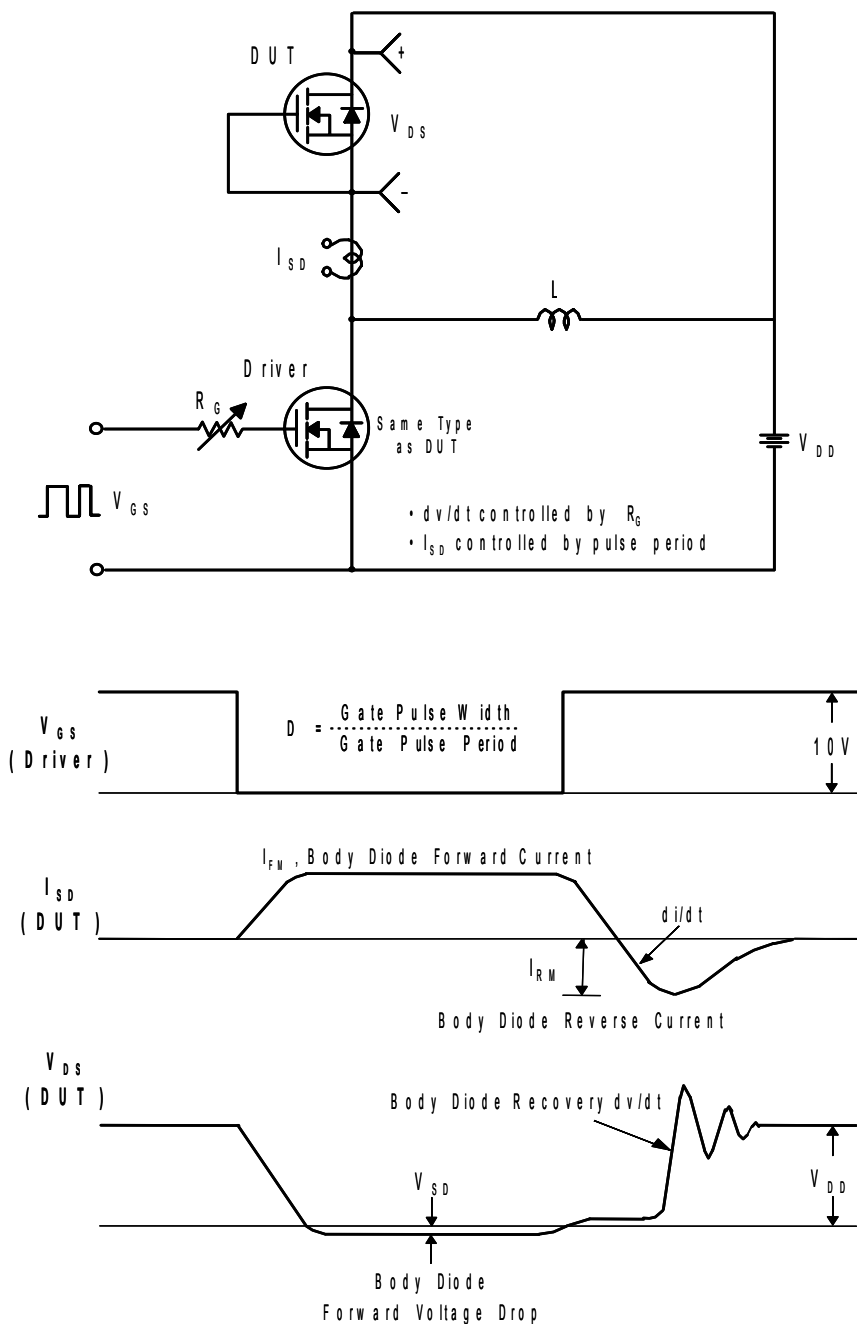 DUT
+
V DS
-
I SD
L
Driver
R G
Same Type
as DUT
V DD
V GS
• dv/dt controlled by R G
• I SD controlled by pulse period
V GS
(Driver)
D = Gate Pulse Width
Gate Pulse Period
10V
I FM , Body Diode Forward Current
I SD
(DUT)
di/dt
I RM
Body Diode Reverse Current
V DS
(DUT)
Body Diode Recovery dv/dt
V SD
V DD
Body Diode
Forward Voltage Drop